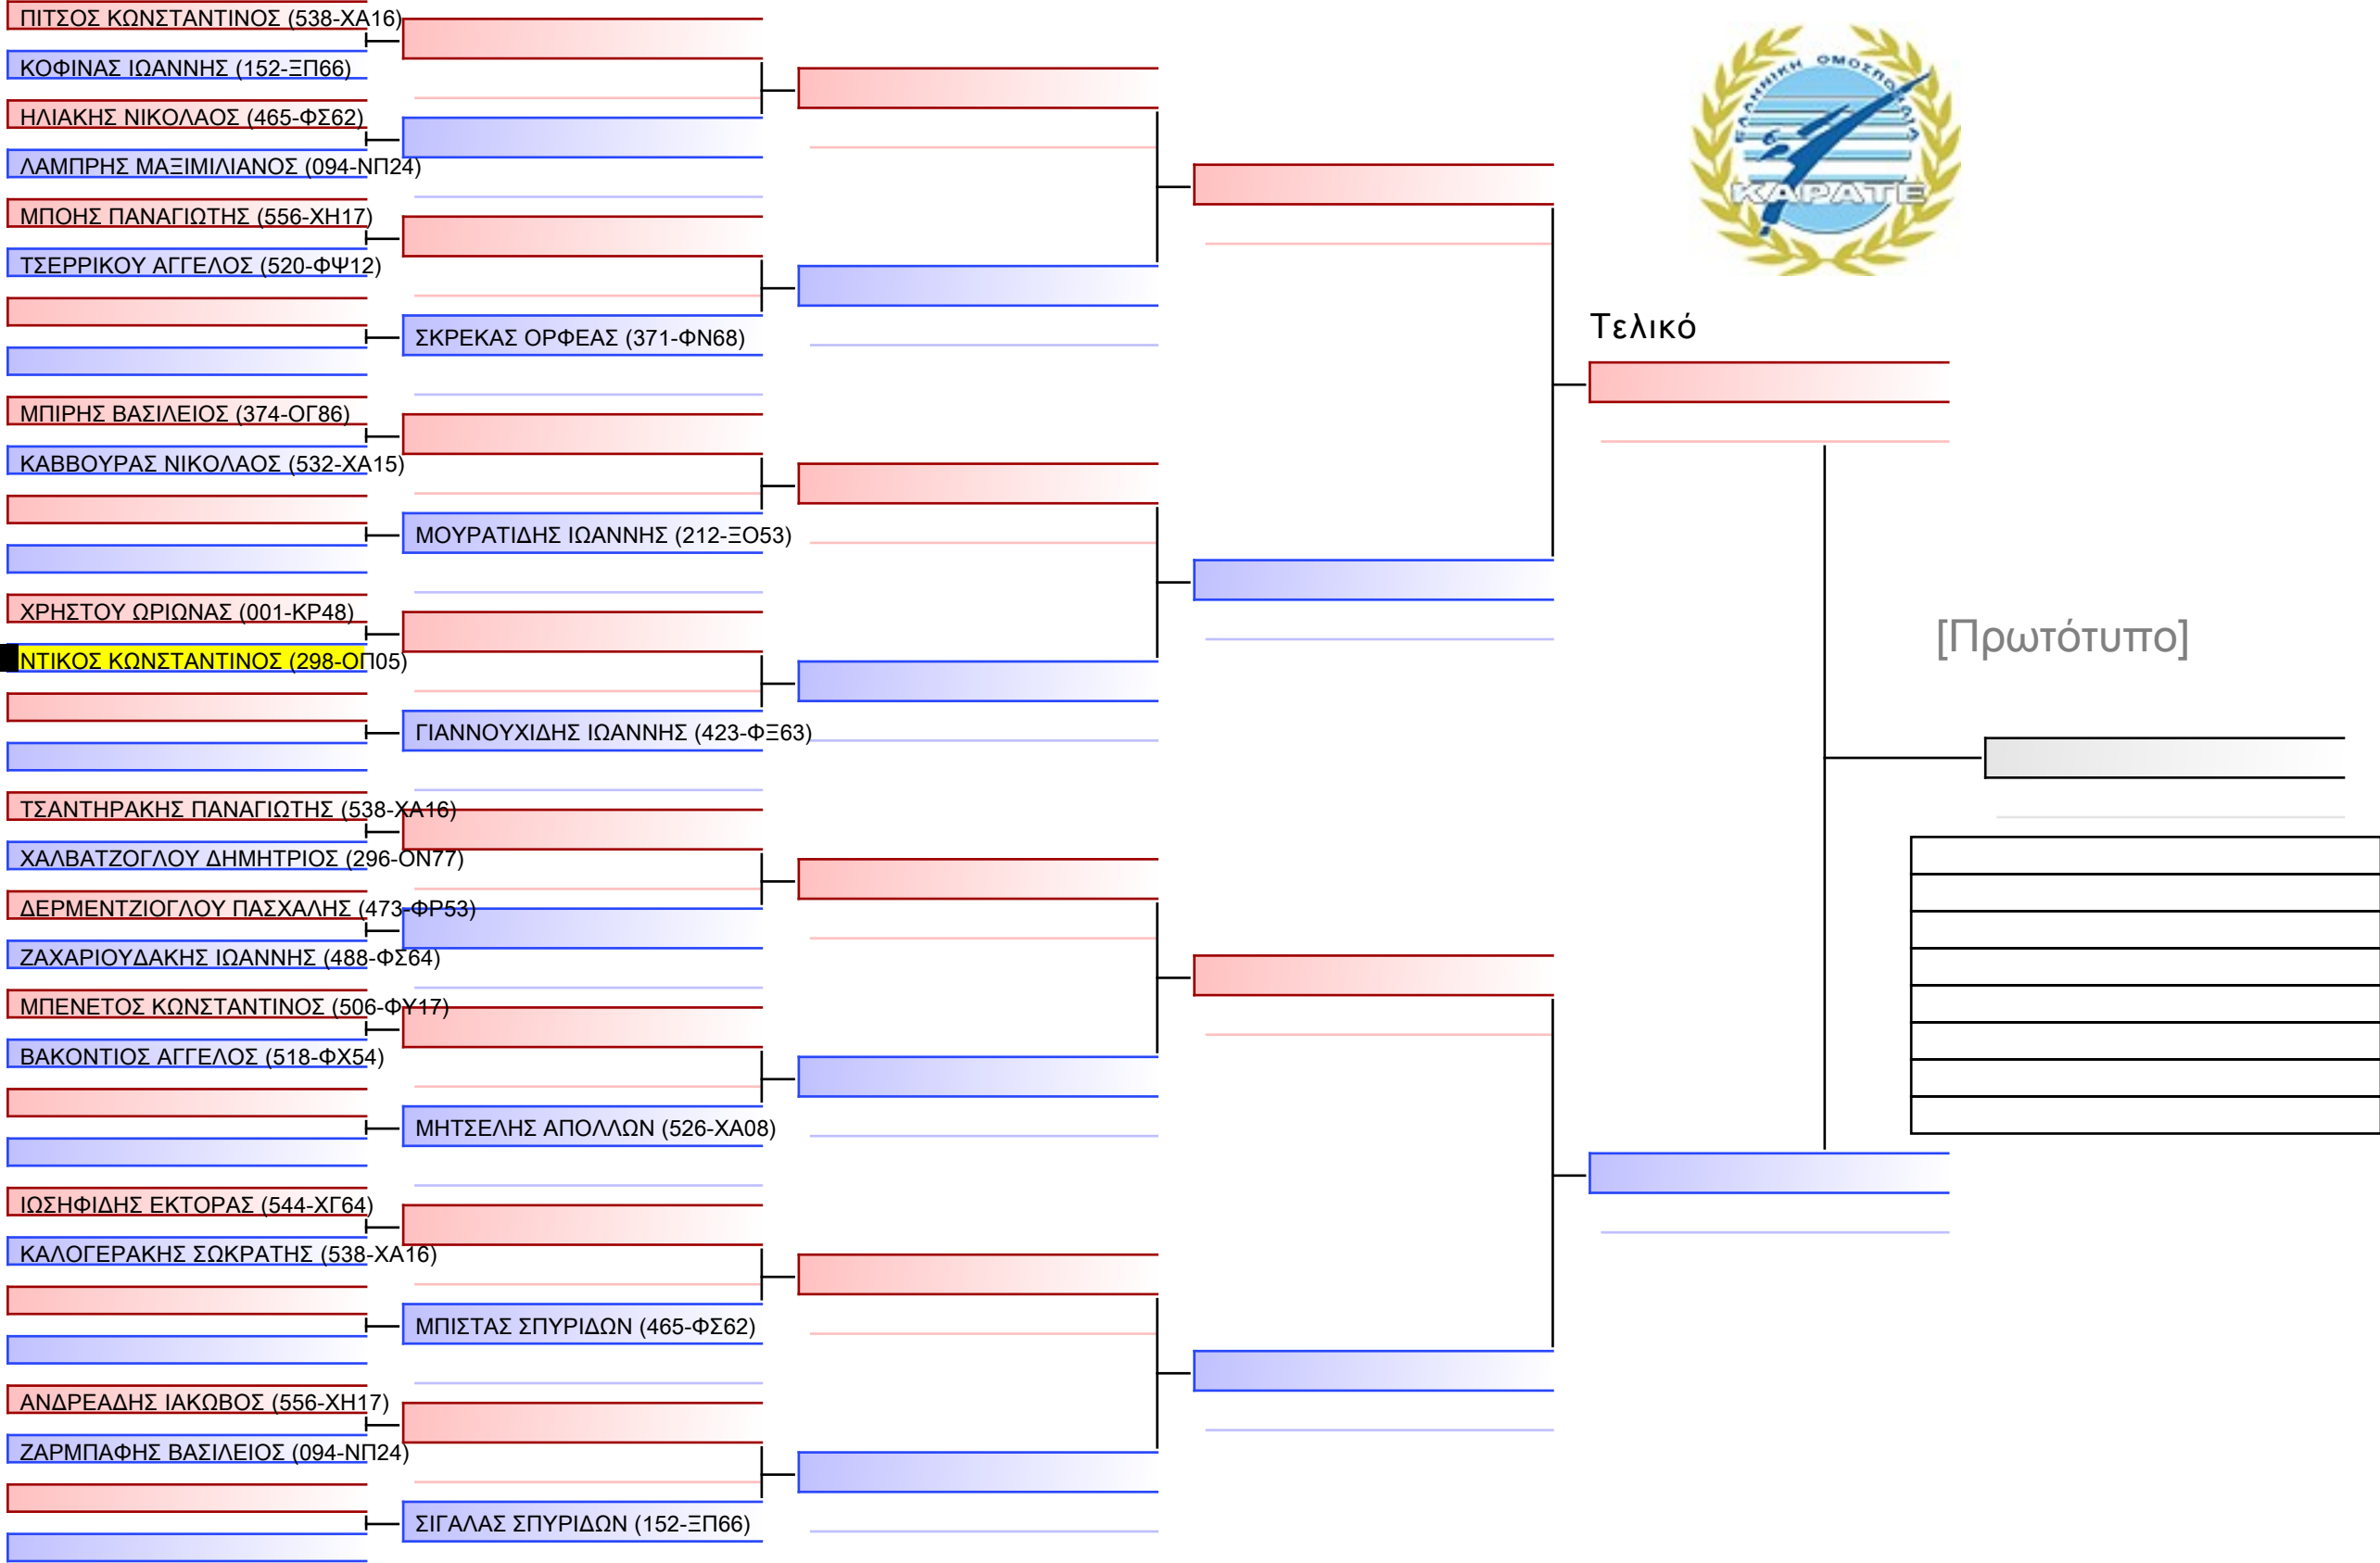 ΠΙΤΣΟΣ ΚΩΝΣΤΑΝΤΙΝΟΣ (538-ΧΑ16)
ΚΟΦΙΝΑΣ ΙΩΑΝΝΗΣ (152-ΞΠ66)
ΗΛΙΑΚΗΣ ΝΙΚΟΛΑΟΣ (465-ΦΣ62)
ΛΑΜΠΡΗΣ ΜΑΞΙΜΙΛΙΑΝΟΣ (094-ΝΠ24)
ΜΠΟΗΣ ΠΑΝΑΓΙΩΤΗΣ (556-ΧΗ17)
ΤΣΕΡΡΙΚΟΥ ΑΓΓΕΛΟΣ (520-ΦΨ12)
ΜΠΙΡΗΣ ΒΑΣΙΛΕΙΟΣ (374-ΟΓ86)
ΚΑΒΒΟΥΡΑΣ ΝΙΚΟΛΑΟΣ (532-ΧΑ15)
ΧΡΗΣΤΟΥ ΩΡΙΩΝΑΣ (001-ΚΡ48)
ΝΤΙΚΟΣ ΚΩΝΣΤΑΝΤΙΝΟΣ (298-ΟΠ05)
ΤΣΑΝΤΗΡΑΚΗΣ ΠΑΝΑΓΙΩΤΗΣ (538-ΧΑ16)
ΧΑΛΒΑΤΖΟΓΛΟΥ ΔΗΜΗΤΡΙΟΣ (296-ΟΝ77)
ΔΕΡΜΕΝΤΖΙΟΓΛΟΥ ΠΑΣΧΑΛΗΣ (473-ΦΡ53)
ΖΑΧΑΡΙΟΥΔΑΚΗΣ ΙΩΑΝΝΗΣ (488-ΦΣ64)
ΜΠΕΝΕΤΟΣ ΚΩΝΣΤΑΝΤΙΝΟΣ (506-ΦΥ17)
ΒΑΚΟΝΤΙΟΣ ΑΓΓΕΛΟΣ (518-ΦΧ54)
ΙΩΣΗΦΙΔΗΣ ΕΚΤΟΡΑΣ (544-ΧΓ64)
ΚΑΛΟΓΕΡΑΚΗΣ ΣΩΚΡΑΤΗΣ (538-ΧΑ16)
ΑΝΔΡΕΑΔΗΣ ΙΑΚΩΒΟΣ (556-ΧΗ17)
ΖΑΡΜΠΑΦΗΣ ΒΑΣΙΛΕΙΟΣ (094-ΝΠ24)
ΣΚΡΕΚΑΣ ΟΡΦΕΑΣ (371-ΦΝ68)
ΜΟΥΡΑΤΙΔΗΣ ΙΩΑΝΝΗΣ (212-ΞΟ53)
ΓΙΑΝΝΟΥΧΙΔΗΣ ΙΩΑΝΝΗΣ (423-ΦΞ63)
ΜΗΤΣΕΛΗΣ ΑΠΟΛΛΩΝ (526-ΧΑ08)
ΜΠΙΣΤΑΣ ΣΠΥΡΙΔΩΝ (465-ΦΣ62)
ΣΙΓΑΛΑΣ ΣΠΥΡΙΔΩΝ (152-ΞΠ66)
ΕΛΛΗΝΙΚΗ ΟΜΟΣΠΟΝΔΙΑ
ΚΑΡΑΤΕ
Τελικό
[Πρωτότυπο]